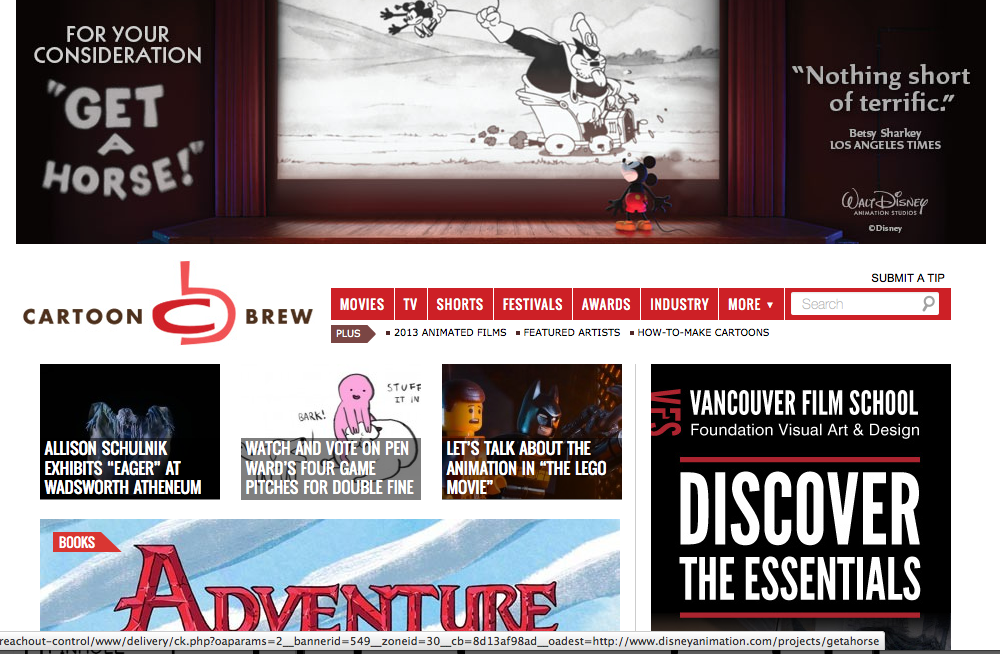 FOR YOUR
CONSIDERATION
"GET
A
HORSE!"
"Nothing short
of terrific."
Betsy Sharkey
LOS ANGELES TIMES
WALT DISNEY
ANIMATION STUDIOS
©Disney
SUBMIT A TIP
CARTOON BREW
MOVIES TV SHORTS FESTIVALS AWARDS INDUSTRY MORE ▼ Search
PLUS ▪ 2013 ANIMATED FILMS ▪ FEATURED ARTISTS ▪ HOW-TO-MAKE CARTOONS
STUFF
IT IN
BARK!
ALLISON SCHULNIK
EXHIBITS “EAGER” AT
WADSWORTH ATHENEUM
WATCH AND VOTE ON PEN
WARD’S FOUR GAME
PITCHES FOR DOUBLE FINE
LET’S TALK ABOUT THE
ANIMATION IN “THE LEGO
MOVIE”
VFS
VANCOUVER FILM SCHOOL
Foundation Visual Art & Design
DISCOVER
THE ESSENTIALS
BOOKS
ADVENTURE
reachout-control/www/delivery/ck.php?oaparams=2__bannerid=549__zoneid=30__cb=8d13af98ad__oadest=http://www.disneyanimation.com/projects/getahorse